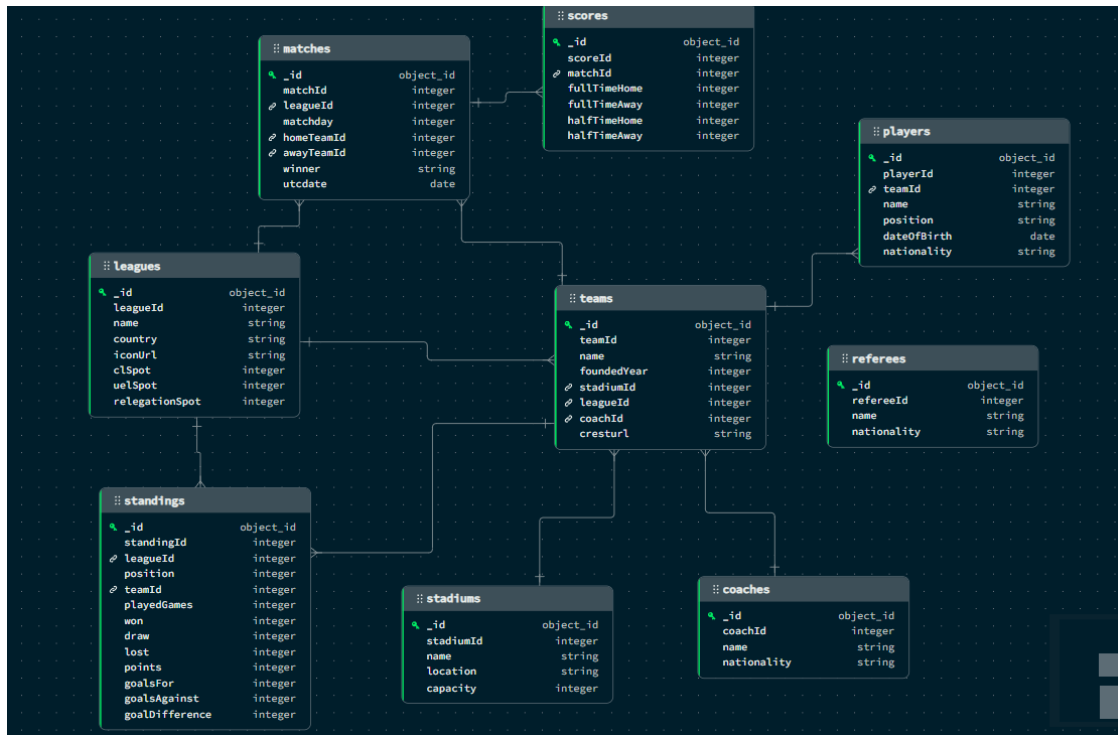 scores
_id object_id
scoreId integer
matchId integer
fullTimeHome integer
fullTimeAway integer
halfTimeHome integer
halfTimeAway integer
matches
_id object_id
matchId integer
leagueId integer
matchday integer
homeTeamId integer
awayTeamId integer
winner string
utcdate date
players
_id object_id
playerId integer
teamId integer
name string
position string
dateOfBirth date
nationality string
leagues
_id object_id
leagueId integer
name string
country string
iconUrl string
clSpot integer
uelSpot integer
relegationSpot integer
teams
_id object_id
teamId integer
name string
foundedYear integer
stadiumId integer
leagueId integer
coachId integer
cresturl string
referees
_id object_id
refereeId integer
name string
nationality string
standings
_id object_id
standingId integer
leagueId integer
position integer
teamId integer
playedGames integer
won integer
draw integer
lost integer
points integer
goalsFor integer
goalsAgainst integer
goalDifference integer
stadiums
_id object_id
stadiumId integer
name string
location string
capacity integer
coaches
_id object_id
coachId integer
name string
nationality string